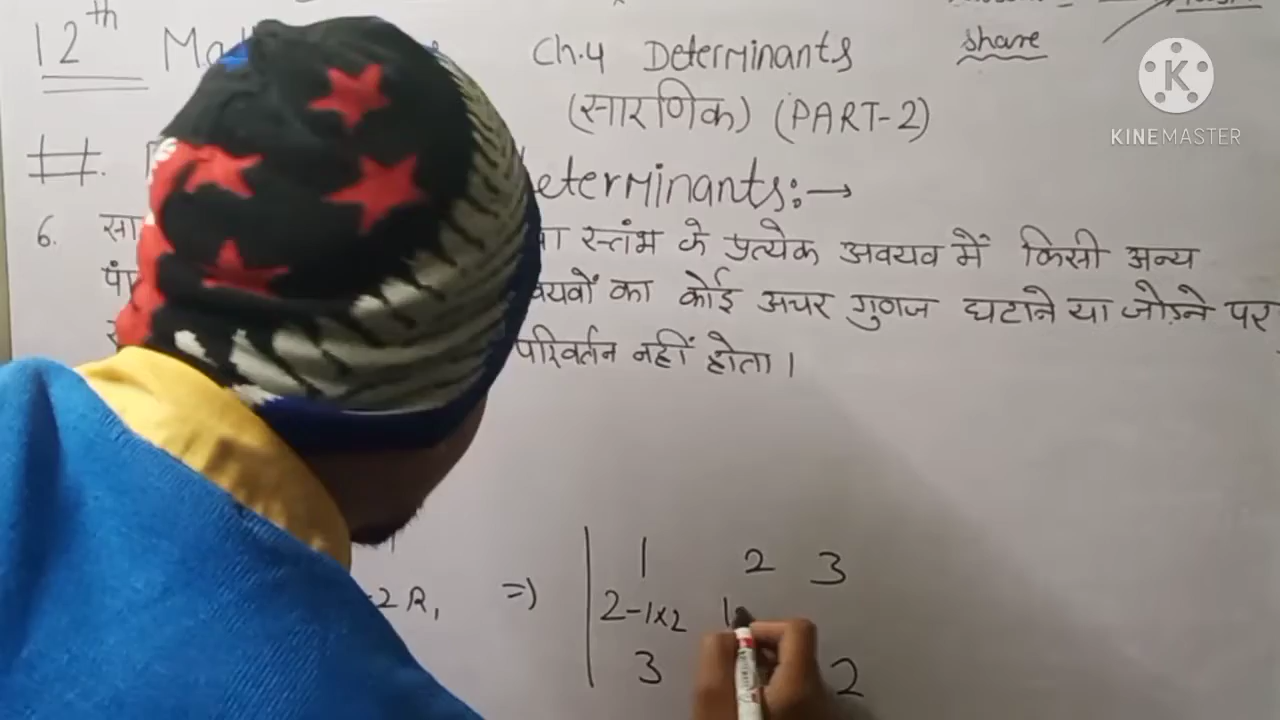 12th Ch.4 Determinants share
(सारणिक) (PART-2)
KINEMASTER
#. eterminants:→
6. सा स्तंभ के प्रत्येक अवयव में किसी अन्य
पं वयवों का कोई अचर गुणज घटाने या जोड़ने पर
परिवर्तन नहीं होता।
1 2 3
-2R₁ => 2-1×2 1
3 2